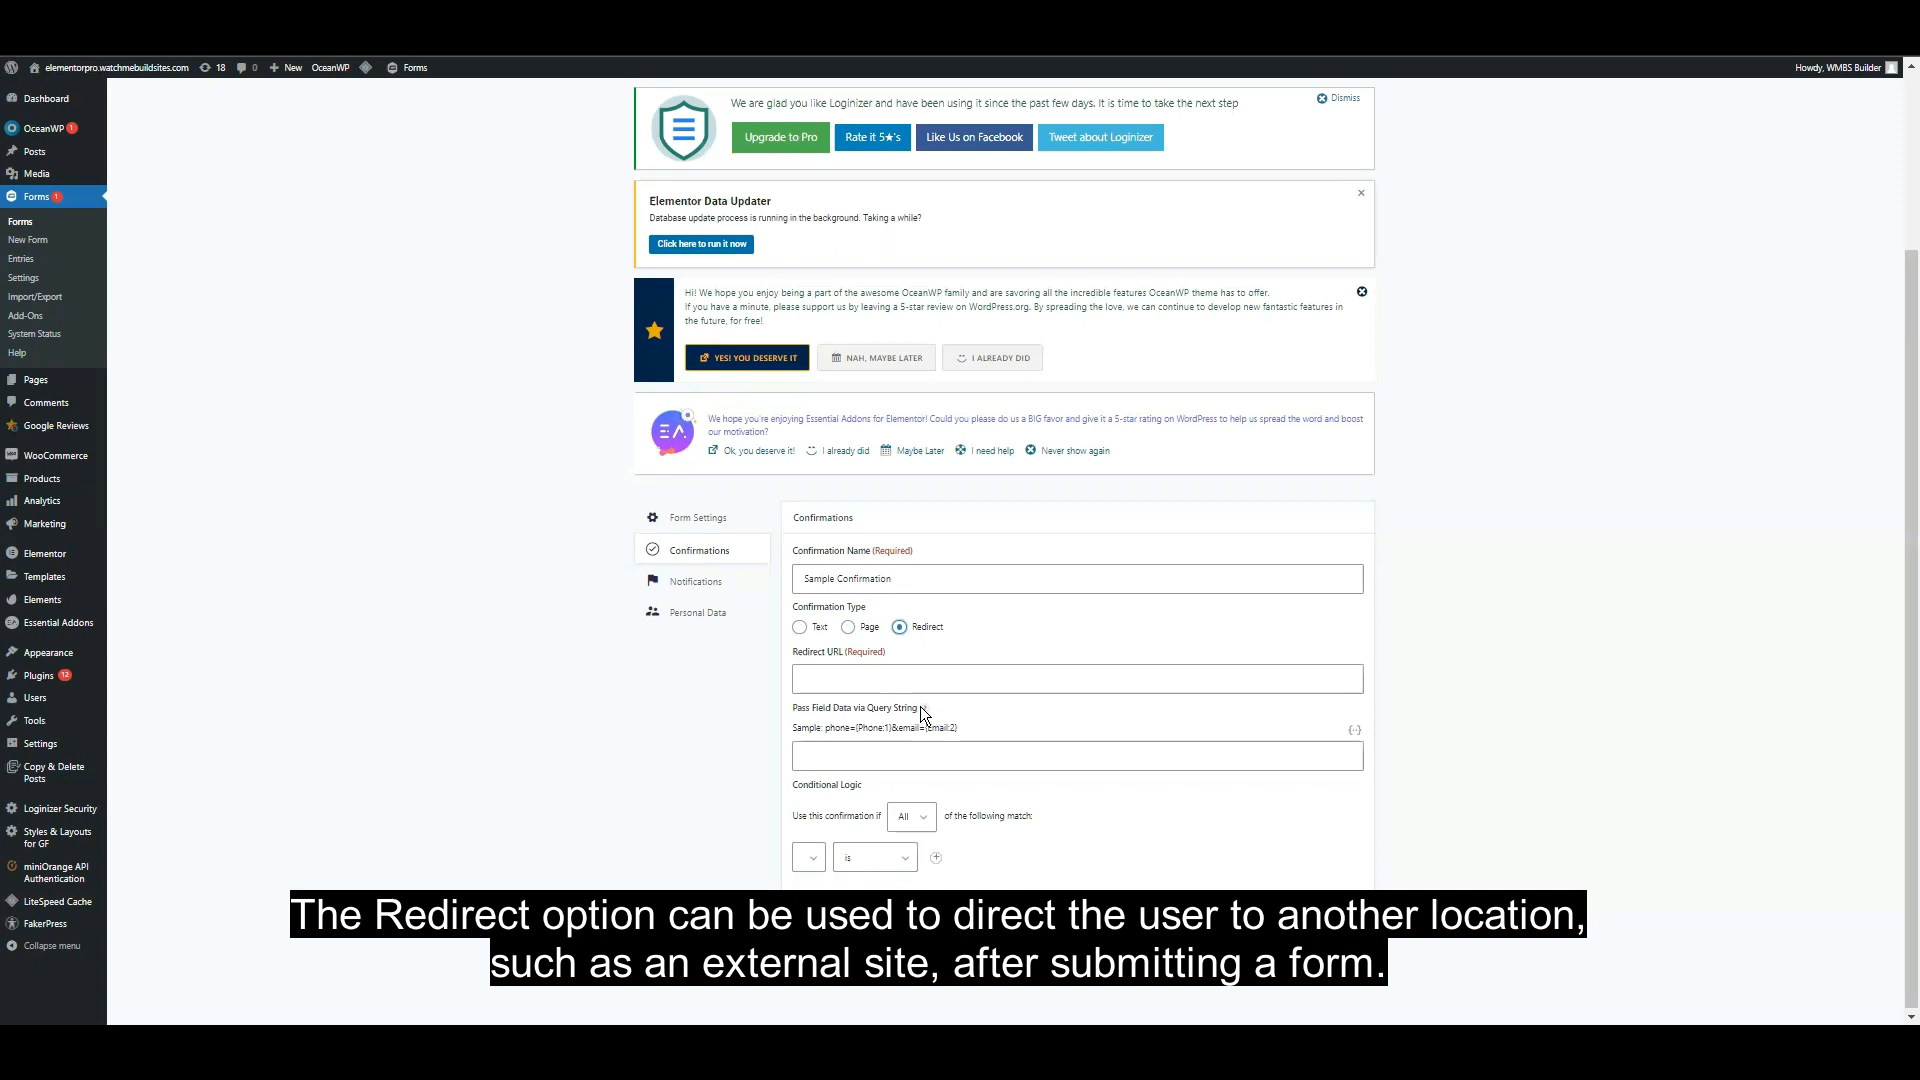 elementorpro.watchmebuildsites.com 18 0 New OceanWP Forms
Howdy, WMBS Builder
Dashboard
OceanWP 1
Posts
Media
Forms 1
Forms
New Form
Entries
Settings
Import/Export
Add-Ons
System Status
Help
Pages
Comments
Google Reviews
WooCommerce
Products
Analytics
Marketing
Elementor
Templates
Elements
Essential Addons
Appearance
Plugins 12
Users
Tools
Settings
Copy & Delete
Posts
Loginizer Security
Styles & Layouts
for GF
miniOrange API
Authentication
LiteSpeed Cache
FakerPress
Collapse menu
We are glad you like Loginizer and have been using it since the past few days. It is time to take the next step
Dismiss
Upgrade to Pro Rate it 5★'s Like Us on Facebook Tweet about Loginizer
Elementor Data Updater
Database update process is running in the background. Taking a while?
Click here to run it now
Hi! We hope you enjoy being a part of the awesome OceanWP family and are savoring all the incredible features OceanWP theme has to offer.
If you have a minute, please support us by leaving a 5-star review on WordPress.org. By spreading the love, we can continue to develop new fantastic features in
the future, for free!
YES! YOU DESERVE IT NAH, MAYBE LATER I ALREADY DID
EA
We hope you're enjoying Essential Addons for Elementor! Could you please do us a BIG favor and give it a 5-star rating on WordPress to help us spread the word and boost
our motivation?
Ok, you deserve it! I already did Maybe Later I need help Never show again
Form Settings
Confirmations
Notifications
Personal Data
Confirmations
Confirmation Name (Required)
Sample Confirmation
Confirmation Type
Text Page Redirect
Redirect URL (Required)
Pass Field Data via Query String
Sample: phone={Phone:1}&email={Email:2}
Conditional Logic
Use this confirmation if All of the following match:
is
The Redirect option can be used to direct the user to another location,
such as an external site, after submitting a form.